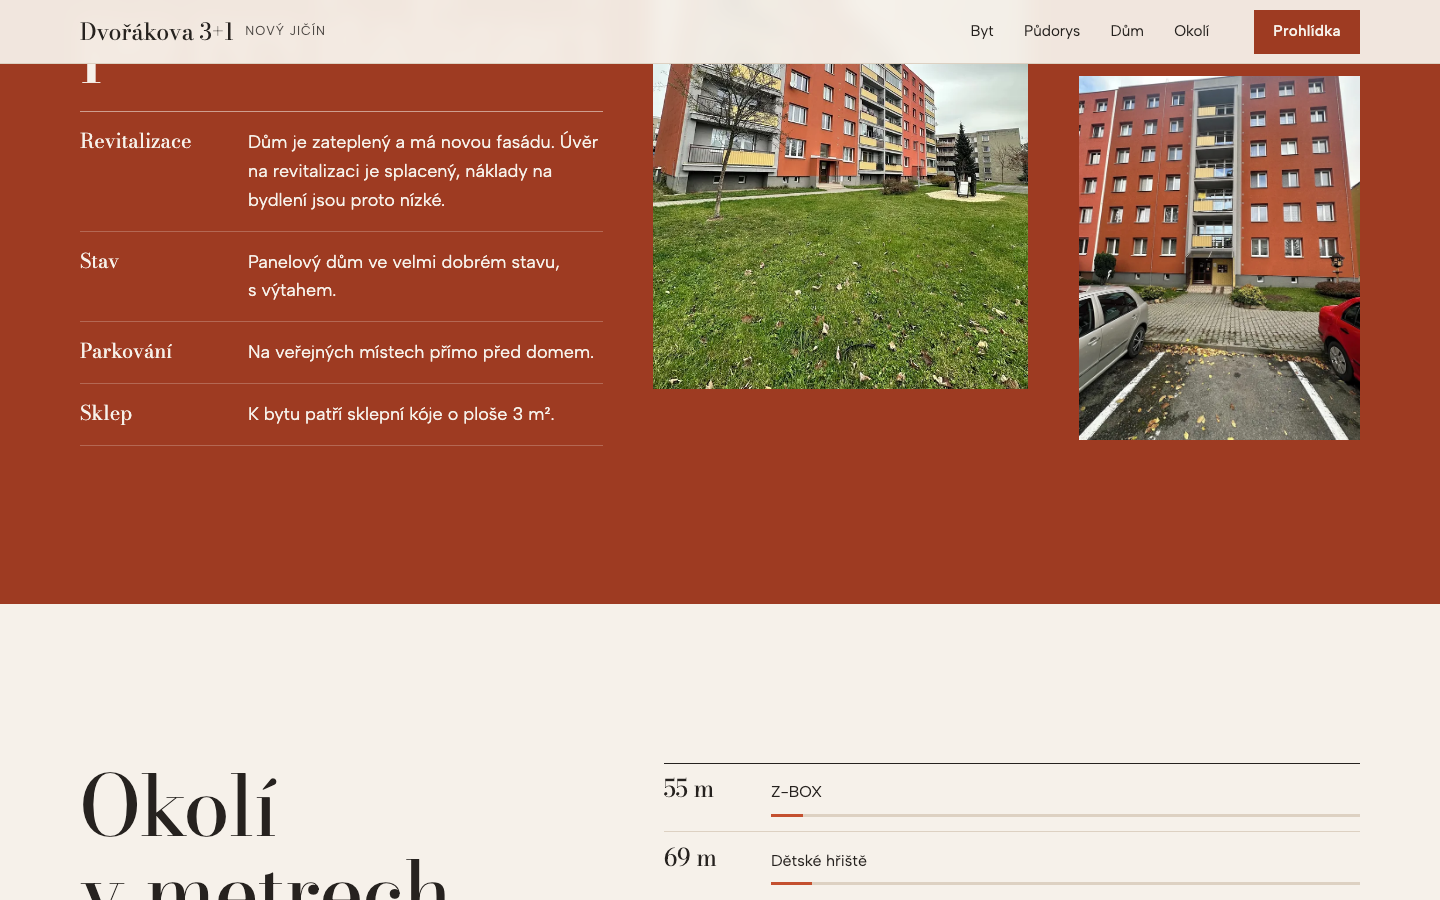 Dvořákova 3+1 NOVÝ JIČÍN
Byt
Půdorys
Dům
Okolí
Prohlídka
Revitalizace
Dům je zateplený a má novou fasádu. Úvěr
na revitalizaci je splacený, náklady na
bydlení jsou proto nízké.
Stav
Panelový dům ve velmi dobrém stavu,
s výtahem.
Parkování
Na veřejných místech přímo před domem.
Sklep
K bytu patří sklepní kóje o ploše 3 m².
Okolí
v metrech
55 m
Z-BOX
69 m
Dětské hřiště